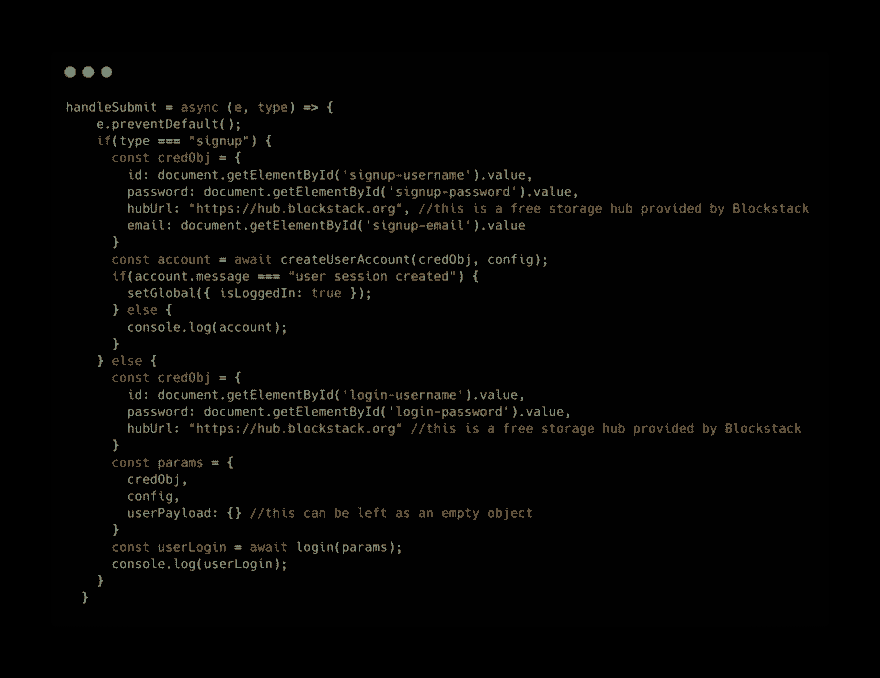 handleSubmit = async (e, type) => {
e.preventDefault();
if(type === "signup") {
const credObj = {
id: document.getElementById('signup-username').value,
password: document.getElementById('signup-password').value,
hubUrl: "https://hub.blockstack.org", //this is a free storage hub provided by Blockstack
email: document.getElementById('signup-email').value
}
const account = await createUserAccount(credObj, config);
if(account.message === "user session created") {
setGlobal({ isLoggedIn: true });
} else {
console.log(account);
}
} else {
const credObj = {
id: document.getElementById('login-username').value,
password: document.getElementById('login-password').value,
hubUrl: "https://hub.blockstack.org" //this is a free storage hub provided by Blockstack
}
const params = {
credObj,
config,
userPayload: {} //this can be left as an empty object
}
const userLogin = await login(params);
console.log(userLogin);
}
}